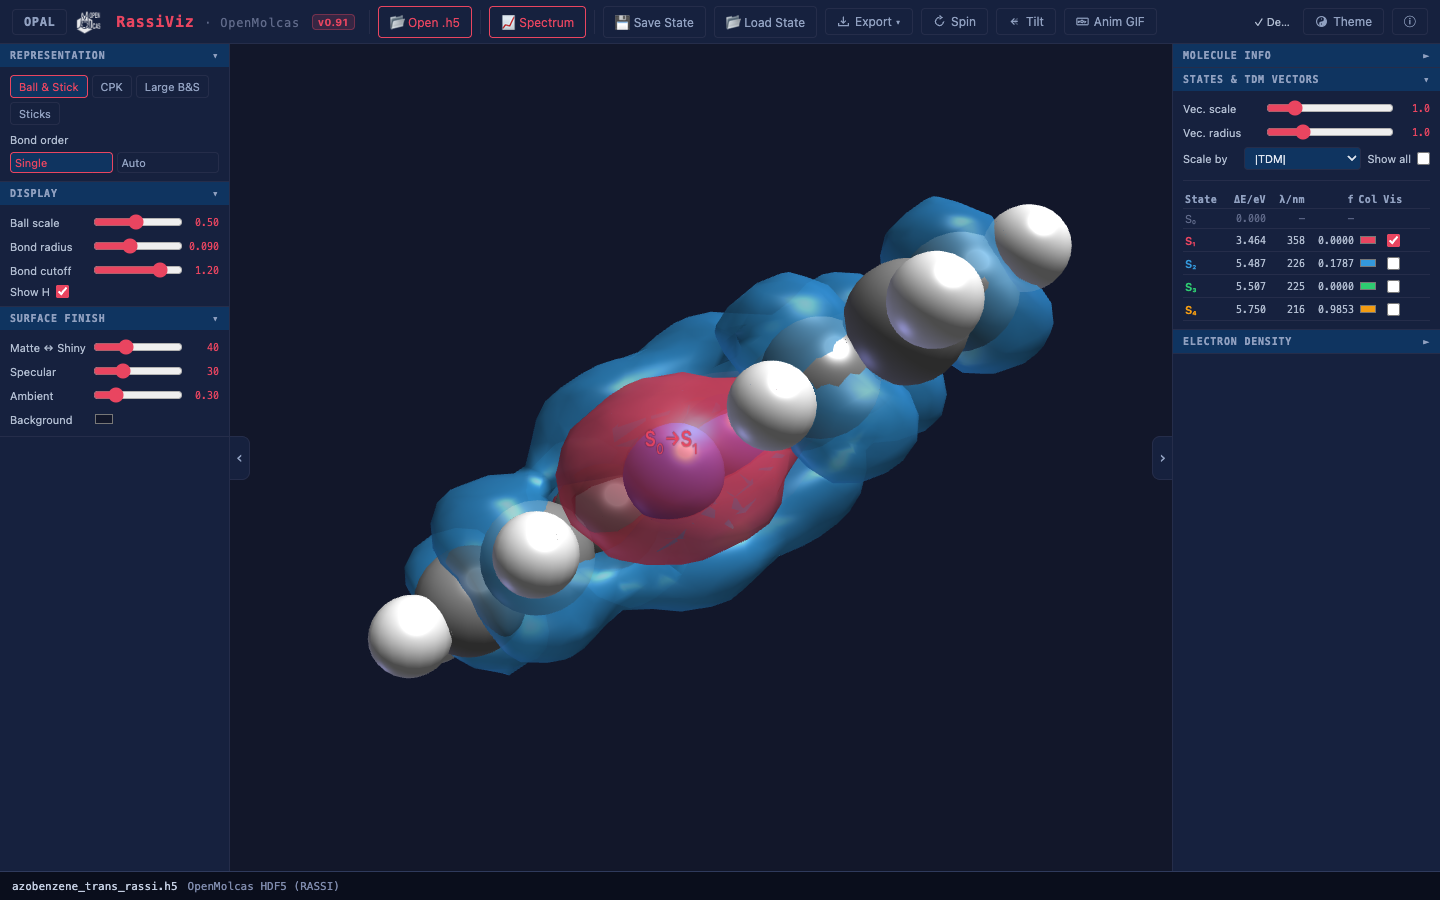 OPAL OPEN MOLCAS RassiViz · OpenMolcas v0.91 Open .h5 Spectrum Save State Load State Export ▾ Spin Tilt Anim GIF ✓ De... Theme ⓘ
REPRESENTATION ▾
Ball & Stick CPK Large B&S
Sticks
Bond order
Single Auto
DISPLAY ▾
Ball scale 0.50
Bond radius 0.090
Bond cutoff 1.20
Show H
SURFACE FINISH ▾
Matte ⇔ Shiny 40
Specular 30
Ambient 0.30
Background
‹
S₀→S₁
›
MOLECULE INFO ►
STATES & TDM VECTORS ▾
Vec. scale 1.0
Vec. radius 1.0
Scale by |TDM| Show all
State ΔE/eV λ/nm f Col Vis
S₀ 0.000 — —
S₁ 3.464 358 0.0000
S₂ 5.487 226 0.1787
S₃ 5.507 225 0.0000
S₄ 5.750 216 0.9853
ELECTRON DENSITY ►
azobenzene_trans_rassi.h5 OpenMolcas HDF5 (RASSI)